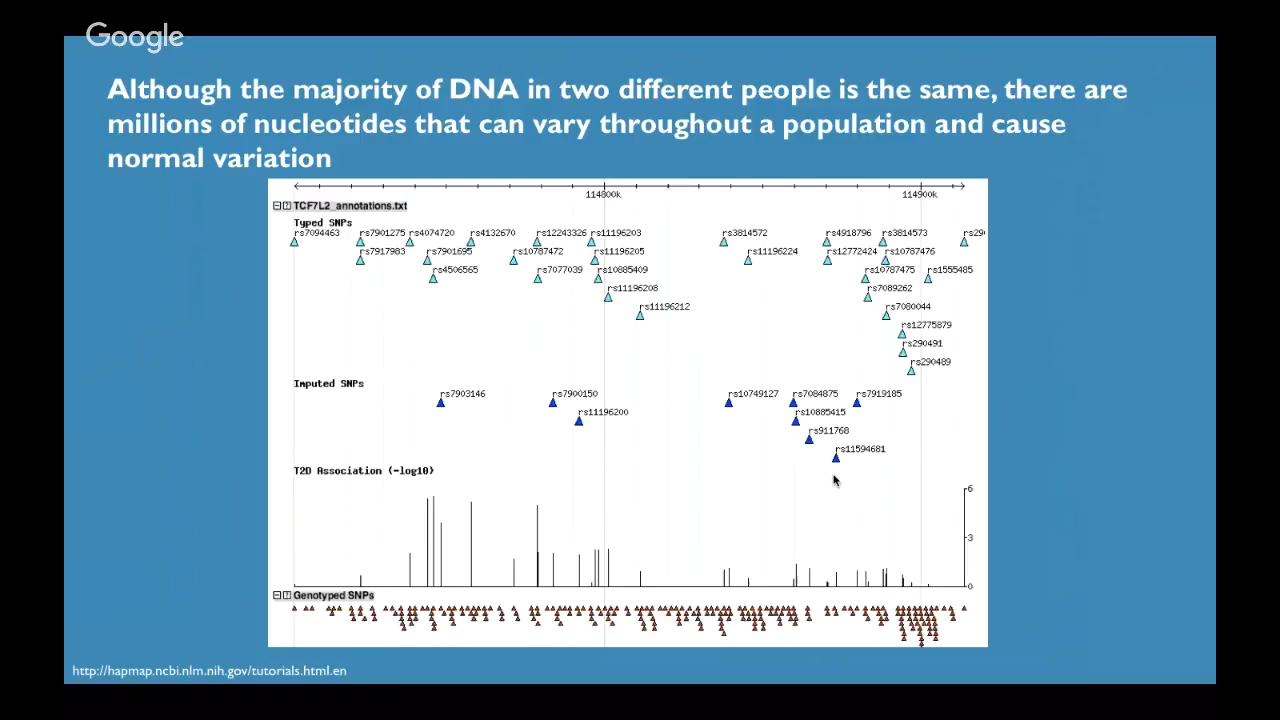 Google
Although the majority of DNA in two different people is the same, there are
millions of nucleotides that can vary throughout a population and cause
normal variation
114800k 114900k
TCF7L2_annotations.txt
Typed SNPs
rs7094463 rs7901275 rs4074720 rs4132670 rs12243326 rs11196203 rs3814572 rs4918796 rs3814573 rs290
rs7917983 rs7901695 rs10787472 rs11196205 rs11196224 rs12772424 rs10787476
rs4506565 rs7077039 rs10885409 rs10787475 rs1555485
rs11196208 rs7089262
rs11196212 rs7080044
rs12775879
rs290491
rs290489
Imputed SNPs
rs7903146 rs7900150 rs10749127 rs7084875 rs7919185
rs11196200 rs10885415
rs911768
rs11594681
T2D Association (-log10)
6
3
0
Genotyped SNPs
http://hapmap.ncbi.nlm.nih.gov/tutorials.html.en